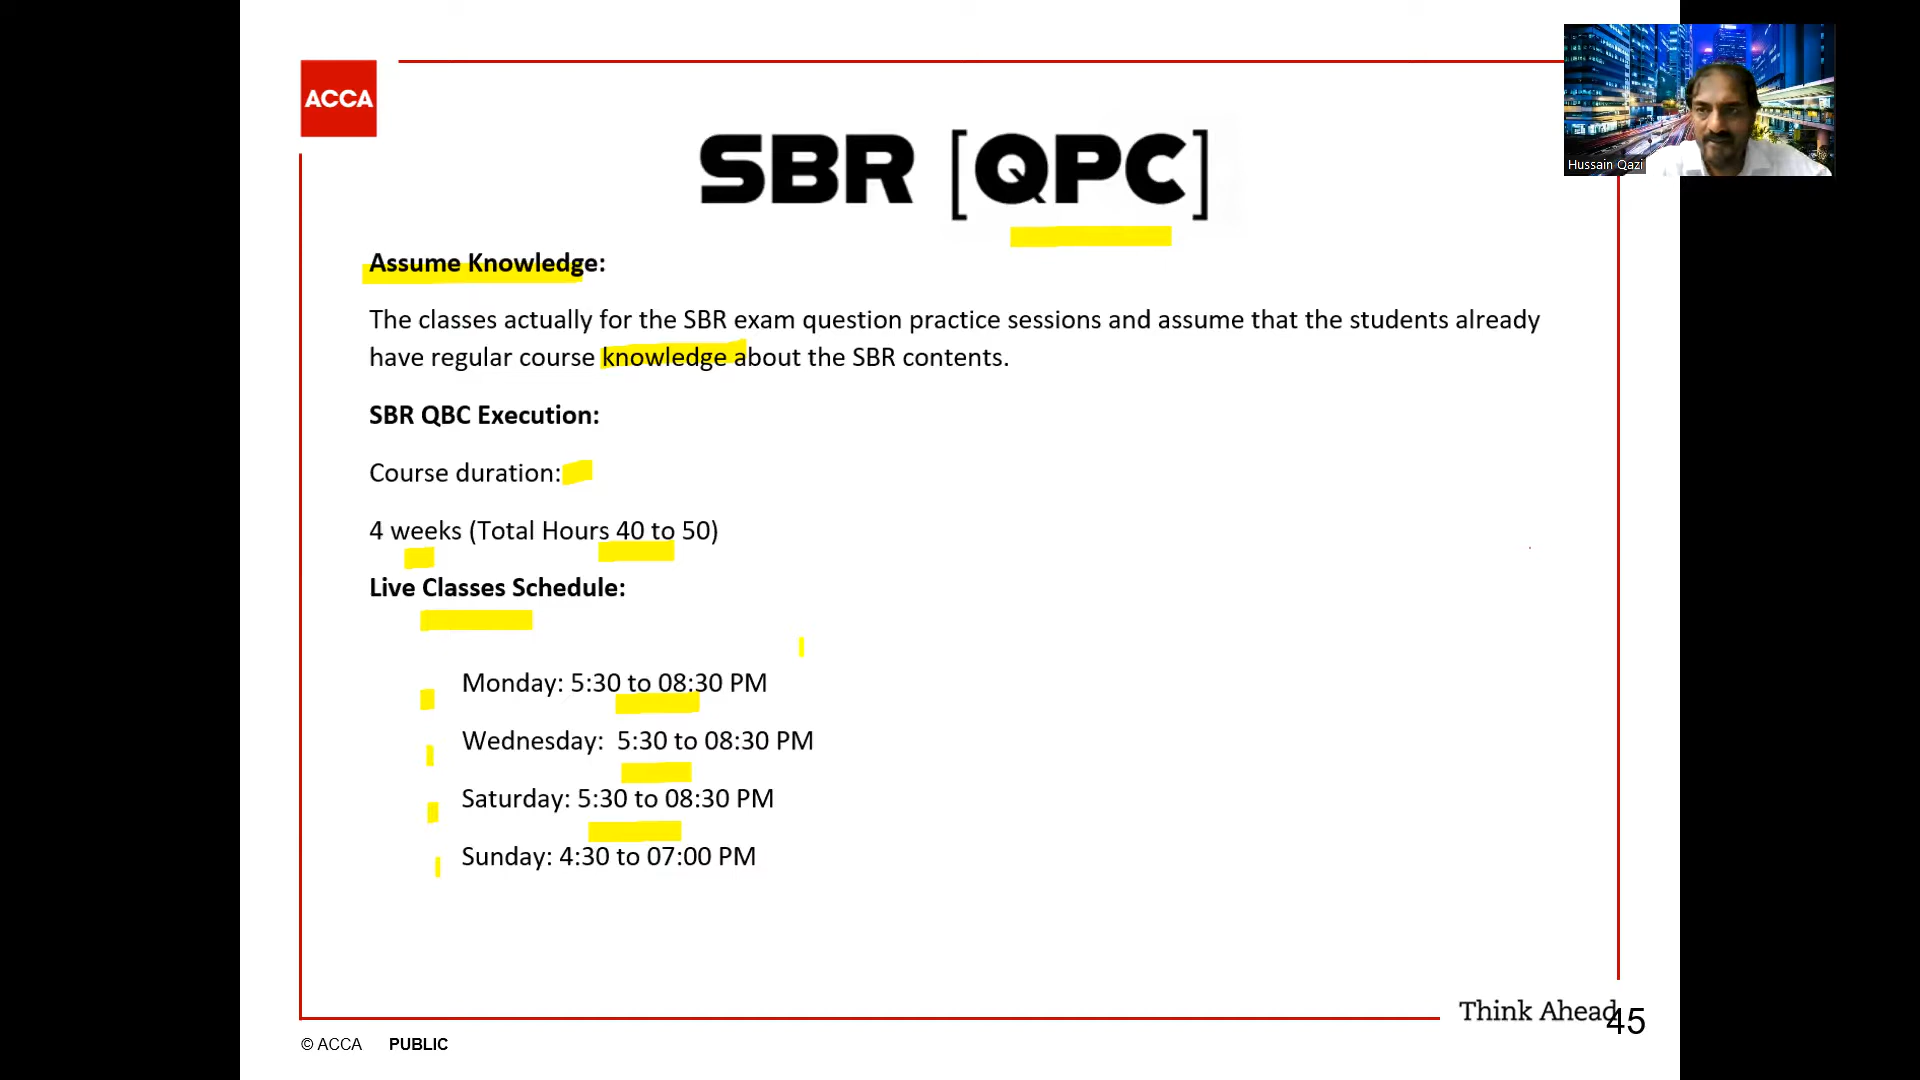 ACCA
SBR [QPC]
Hussain Qazi
Assume Knowledge:
The classes actually for the SBR exam question practice sessions and assume that the students already
have regular course knowledge about the SBR contents.
SBR QBC Execution:
Course duration:
4 weeks (Total Hours 40 to 50)
Live Classes Schedule:
Monday: 5:30 to 08:30 PM
Wednesday: 5:30 to 08:30 PM
Saturday: 5:30 to 08:30 PM
Sunday: 4:30 to 07:00 PM
Think Ahead
45
© ACCA PUBLIC